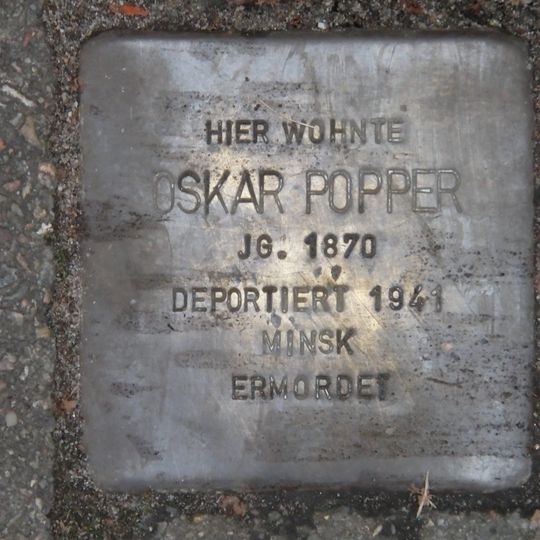 HIER WOHNTE
OSKAR POPPER
JG. 1870
DEPORTIERT 1941
MINSK
ERMORDET